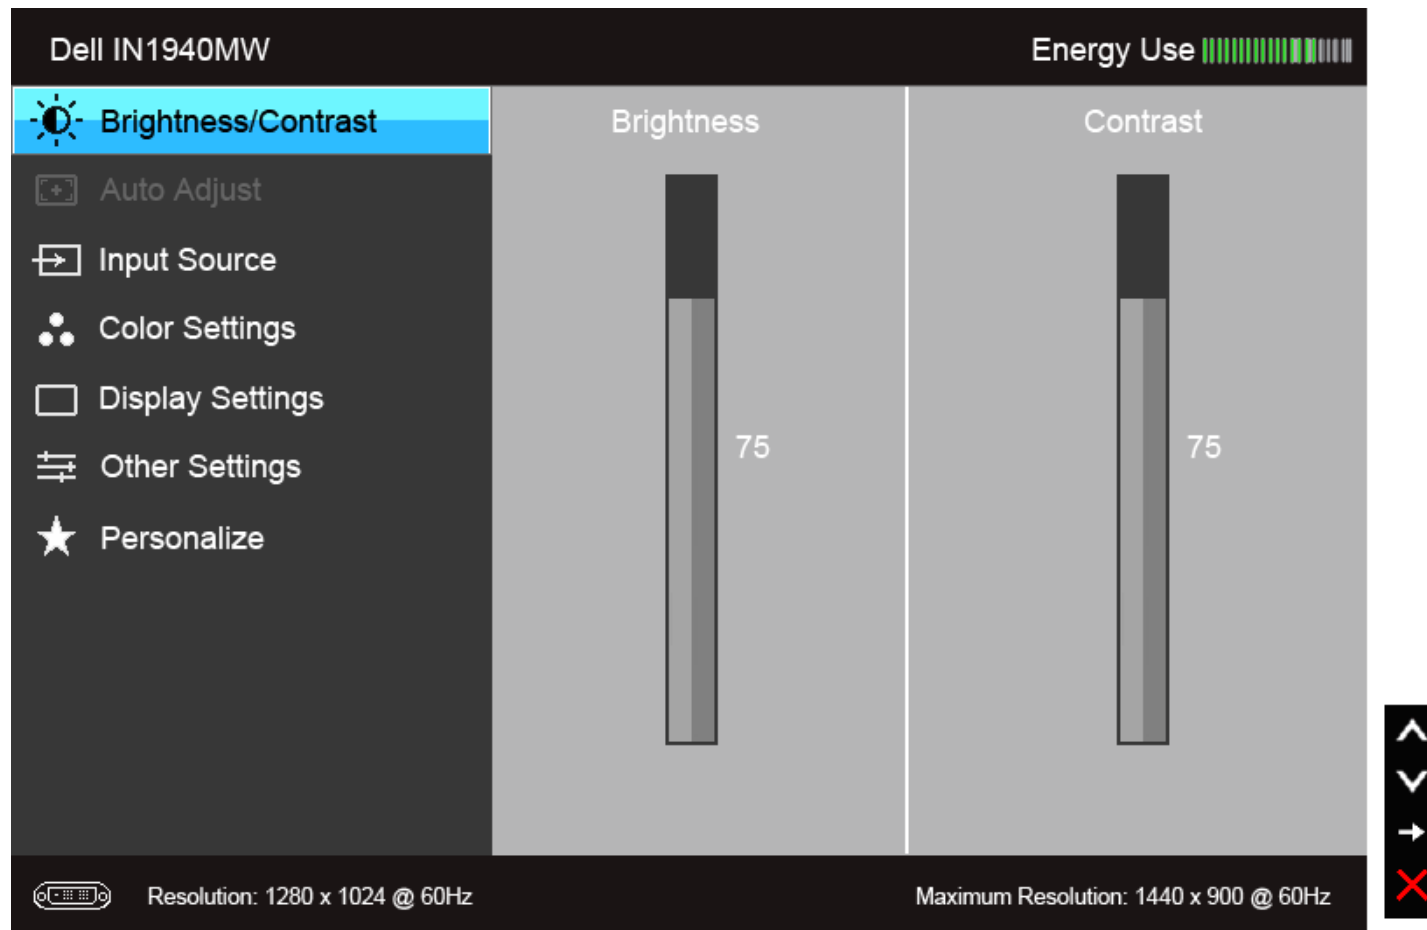 Dell IN1940MW
Energy Use
Brightness/Contrast
Auto Adjust
Input Source
Color Settings
Display Settings
Other Settings
Personalize
Brightness
75
Contrast
75
Resolution: 1280 x 1024 @ 60Hz
Maximum Resolution: 1440 x 900 @ 60Hz